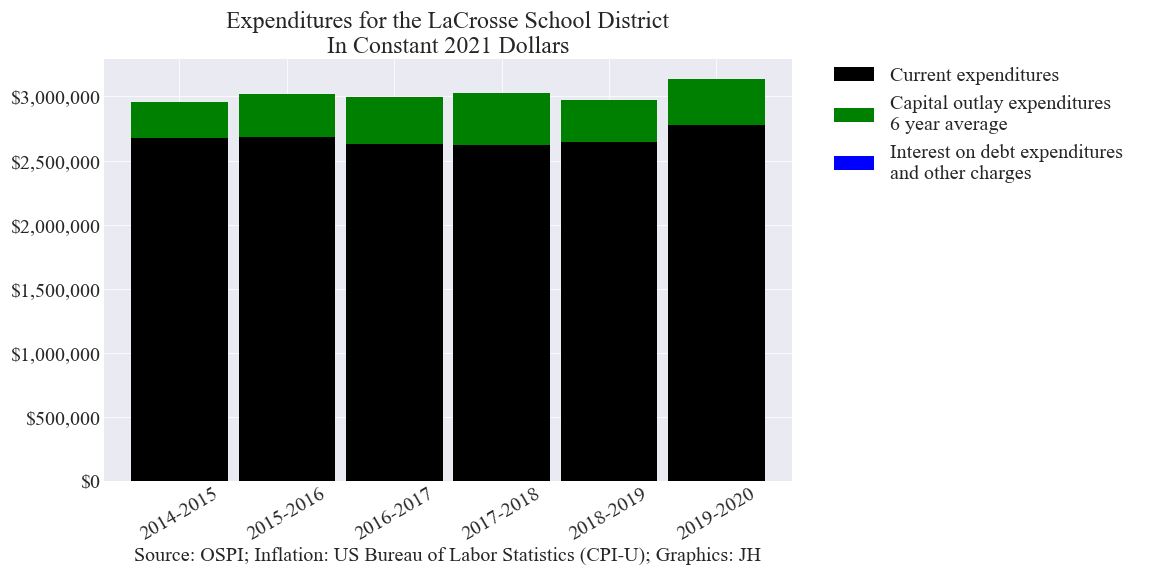 Expenditures for the LaCrosse School District
In Constant 2021 Dollars
$3,000,000
$2,500,000
$2,000,000
$1,500,000
$1,000,000
$500,000
$0
2014-2015
2015-2016
2016-2017
2017-2018
2018-2019
2019-2020
Source: OSPI; Inflation: US Bureau of Labor Statistics (CPI-U); Graphics: JH
Current expenditures
Capital outlay expenditures
6 year average
Interest on debt expenditures
and other charges